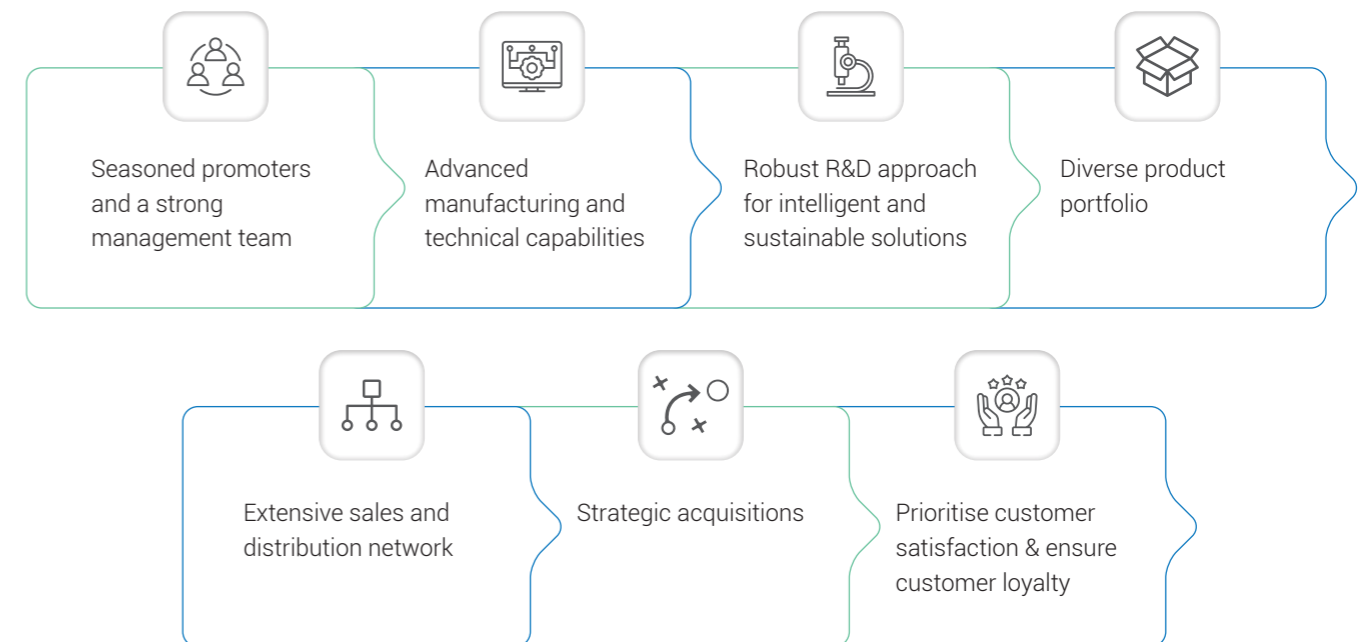 Seasoned promoters
and a strong
management team
Advanced
manufacturing and
technical capabilities
Robust R&D approach
for intelligent and
sustainable solutions
Diverse product
portfolio
Extensive sales and
distribution network
Strategic acquisitions
Prioritise customer
satisfaction & ensure
customer loyalty